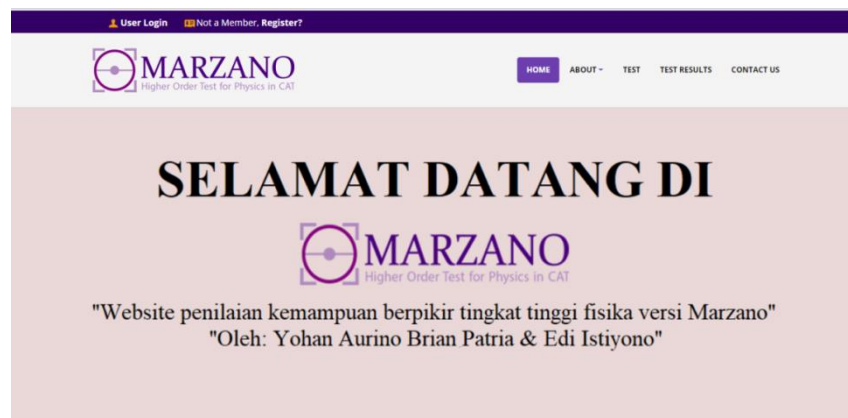 User Login Not a Member, Register?
MARZANO
Higher Order Test for Physics in CAT
HOME ABOUT TEST TEST RESULTS CONTACT US
SELAMAT DATANG DI
MARZANO
Higher Order Test for Physics in CAT
"Website penilaian kemampuan berpikir tingkat tinggi fisika versi Marzano"
"Oleh: Yohan Aurino Brian Patria & Edi Istiyono"